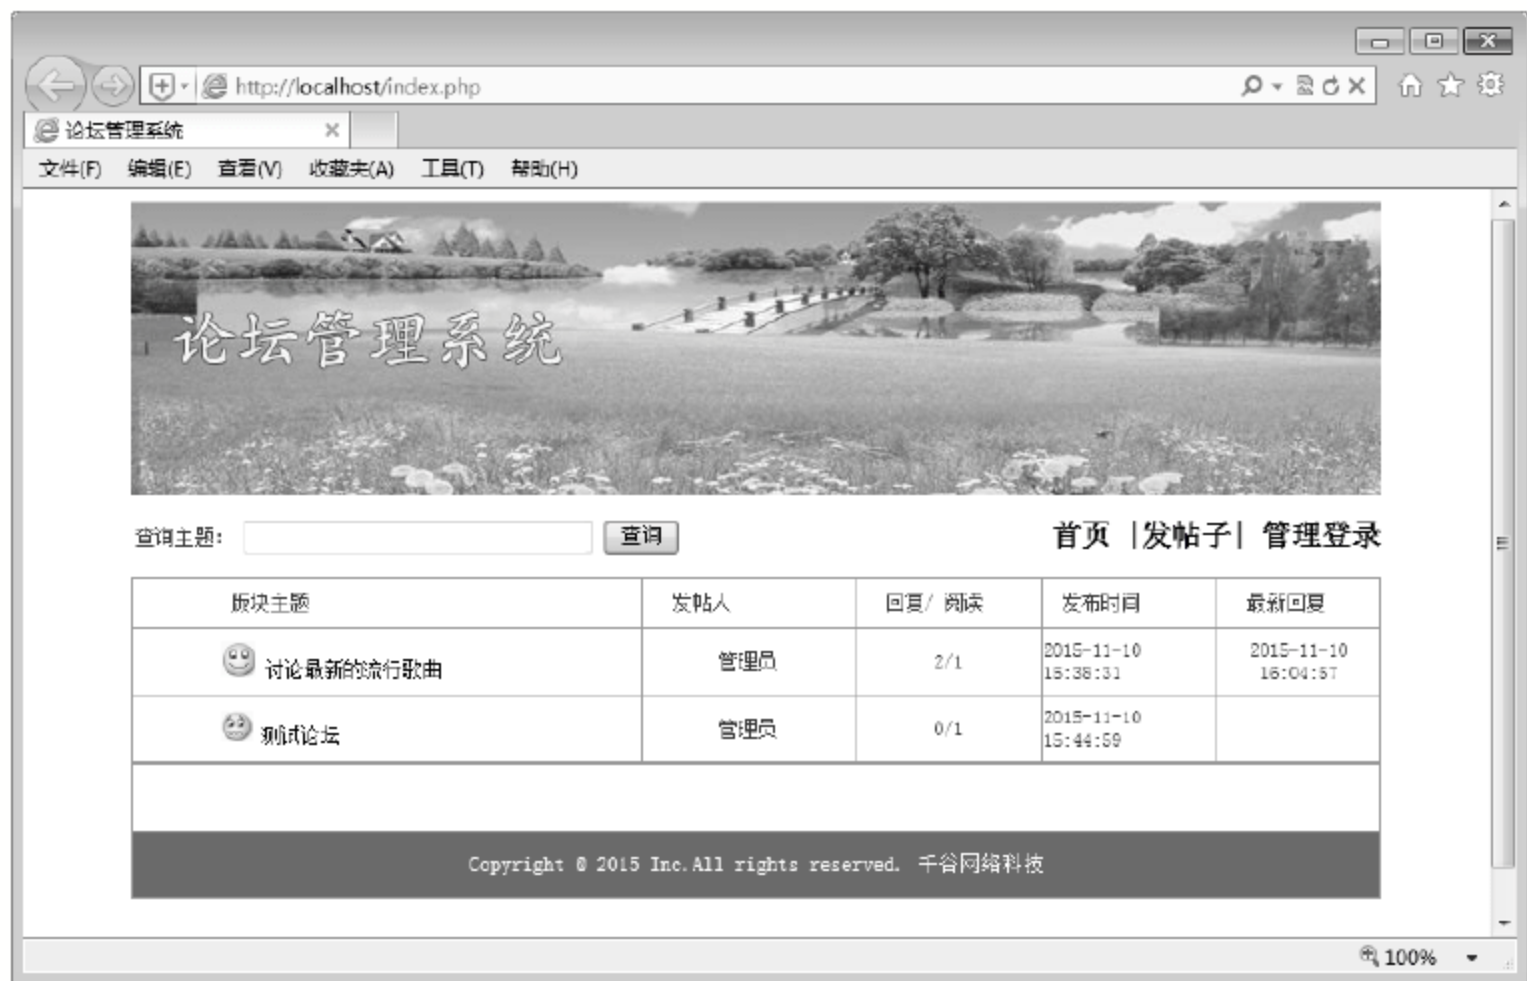 http://localhost/index.php
论坛管理系统
文件(F) 编辑(E) 查看(V) 收藏夹(A) 工具(T) 帮助(H)
论坛管理系统
查询主题： 查询 首页 |发帖子| 管理登录
版块主题 发帖人 回复/ 阅读 发布时间 最新回复
讨论最新的流行歌曲 管理员 2/1 2015-11-10 15:38:31 2015-11-10 16:04:57
测试论坛 管理员 0/1 2015-11-10 15:44:59
Copyright @ 2015 Inc.All rights reserved. 千谷网络科技
100%